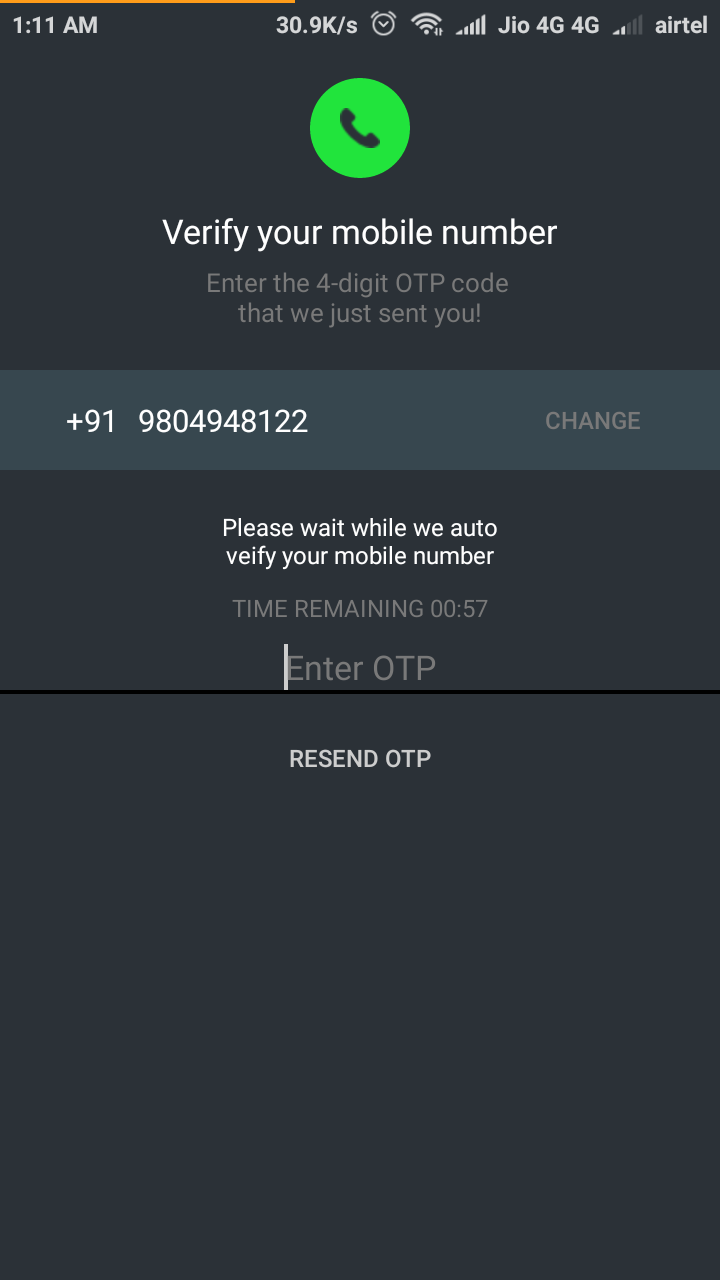 1:11 AM 30.9K/s Jio 4G 4G airtel
Verify your mobile number
Enter the 4-digit OTP code
that we just sent you!
+91 9804948122 CHANGE
Please wait while we auto
veify your mobile number
TIME REMAINING 00:57
Enter OTP
RESEND OTP